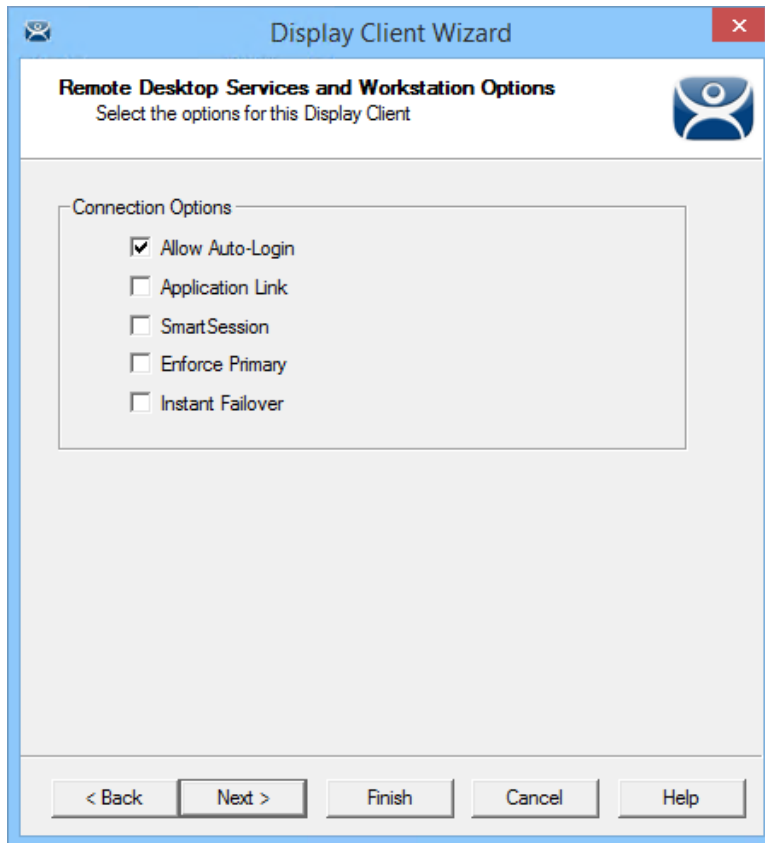 Display Client Wizard
Remote Desktop Services and Workstation Options
Select the options for this Display Client
Connection Options
Allow Auto-Login
Application Link
SmartSession
Enforce Primary
Instant Failover
< Back Next > Finish Cancel Help